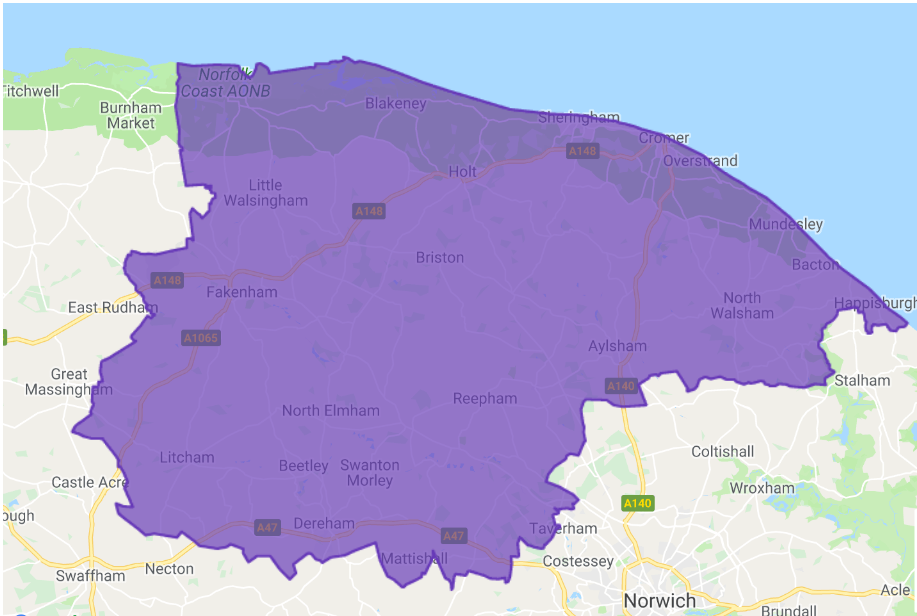 Titchwell
Norfolk
Coast AONB
Burnham
Market
Blakeney
Sheringham
Cromer
A148
Overstrand
Holt
Little
Walsingham
A148
Mundesley
Briston
Bacton
A148
Fakenham
East Rudham
North
Walsham
Happisburgh
A1065
Aylsham
Great
Massingham
A140
Stalham
Reepham
North Elmham
Litcham
Beetley
Swanton
Morley
Coltishall
Castle Acre
Wroxham
A140
ough
A47
Dereham
A47
Taverham
Mattishall
Costessey
Necton
Swaffham
Acle
Norwich
Brundall